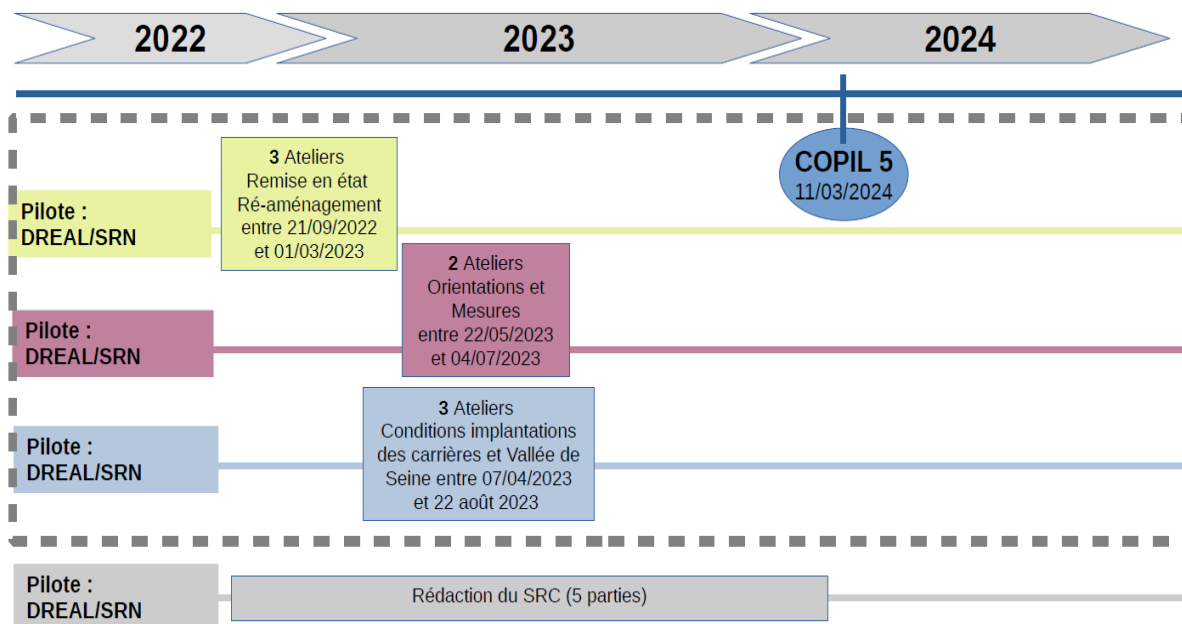 2022
2023
2024
COPIL 5
11/03/2024
3 Ateliers
Remise en état
Ré-aménagement
entre 21/09/2022
et 01/03/2023
Pilote :
DREAL/SRN
2 Ateliers
Orientations et
Mesures
entre 22/05/2023
et 04/07/2023
Pilote :
DREAL/SRN
3 Ateliers
Conditions implantations
des carrières et Vallée de
Seine entre 07/04/2023
et 22 août 2023
Pilote :
DREAL/SRN
Pilote :
DREAL/SRN
Rédaction du SRC (5 parties)